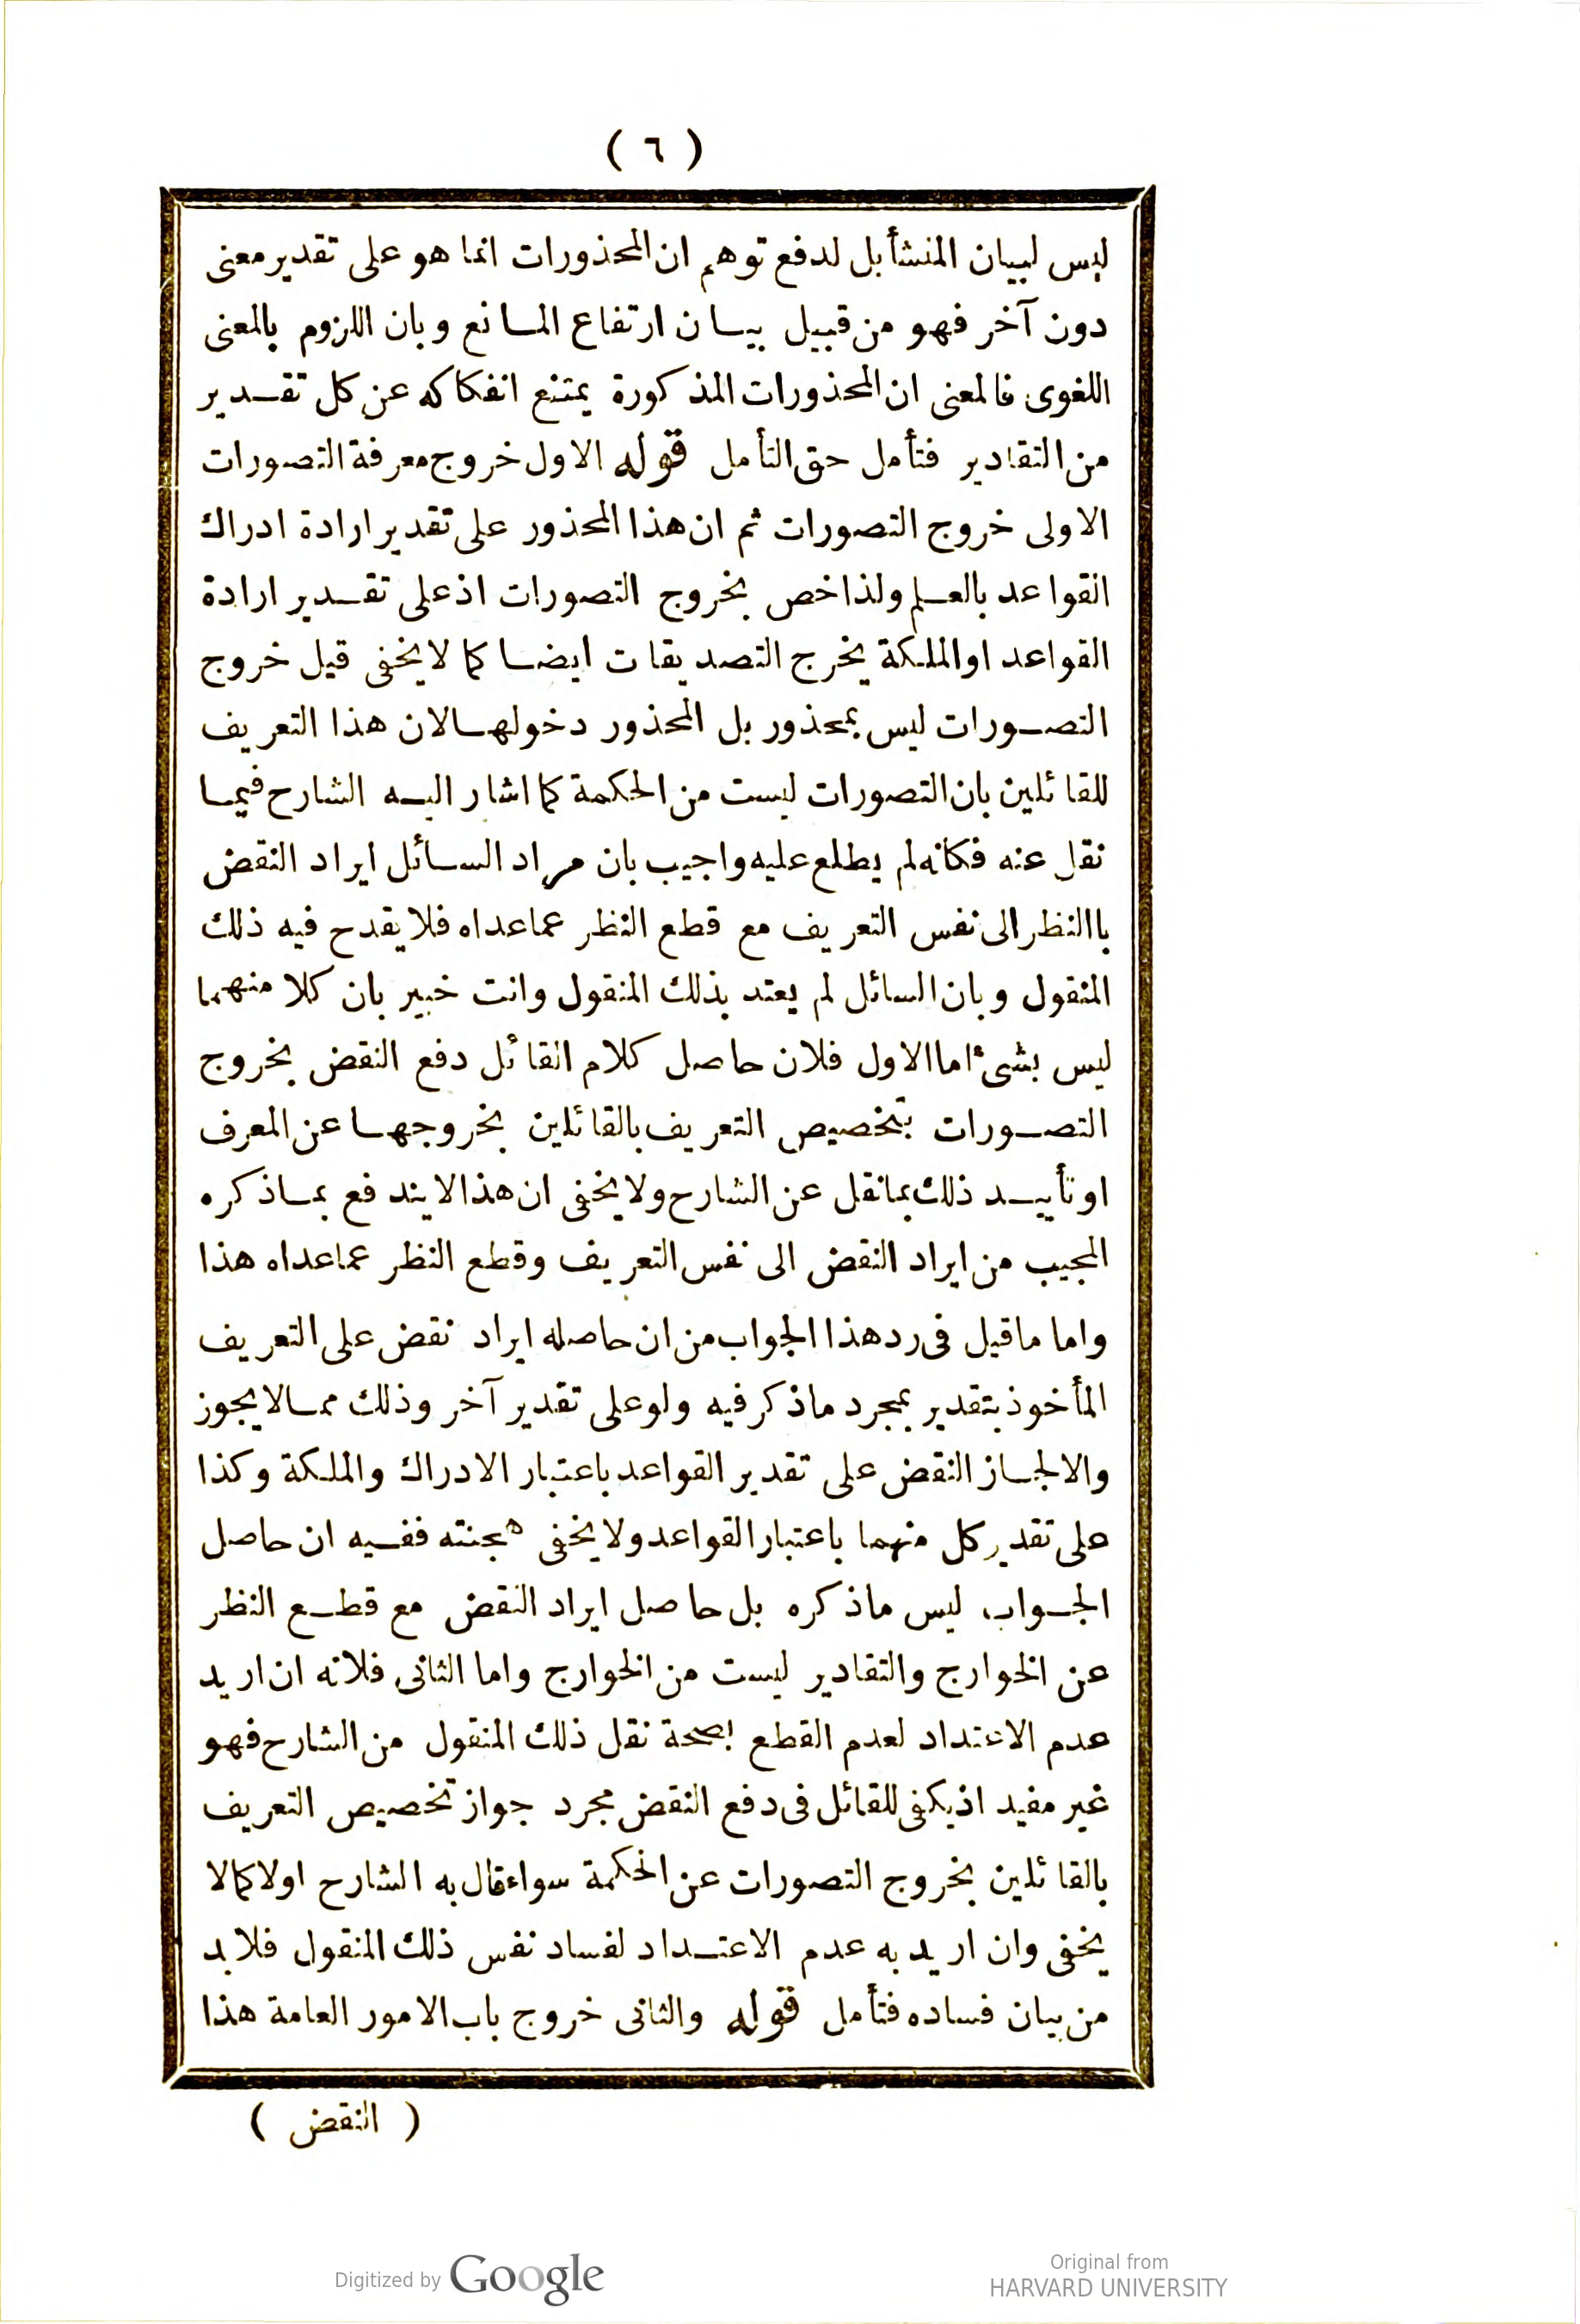 ( ٦ )
ليس لبيان المنشأ بل لدفع توهم ان المحذورات انما هو على تقدير معنى
دون آخر فهو من قبيل بيان ارتفاع المانع وبان اللزوم بالمعنى
اللغوى فالمعنى ان المحذورات المذكورة يمتنع انفكاكه عن كل تقدير
من التقادير فتأمل حق التأمل قوله الاول خروج معرفة التصورات
الاولى خروج التصورات ثم ان هذا المحذور على تقدير ارادة ادراك
القواعد بالعلم ولذا خص بخروج التصورات اذ على تقدير ارادة
القواعد او الملكة يخرج التصديقات ايضا كما لا يخفى قيل خروج
التصورات ليس بمحذور بل المحذور دخولها لان هذا التعريف
للقائلين بان التصورات ليست من الحكمة كما اشار اليه الشارح فيما
نقل عنه فكانه لم يطلع عليه واجيب بان مراد السائل ايراد النقض
باالنظر الى نفس التعريف مع قطع النظر عما عداه فلا يقدح فيه ذلك
المنقول وبان السائل لم يعتد بذلك المنقول وانت خبير بان كلا منهما
ليس بشئ اما الاول فلان حاصل كلام القائل دفع النقض بخروج
التصورات بتخصيص التعريف بالقائلين بخروجها عن المعرف
او تأييد ذلك بما نقل عن الشارح ولا يخفى ان هذا لا يندفع بما ذكره
المجيب من ايراد النقض الى نفس التعريف وقطع النظر عما عداه هذا
واما ما قيل فى رد هذا الجواب من ان حاصله ايراد نقض على التعريف
المأخوذ بتقدير بمجرد ماذكر فيه ولو على تقدير آخر وذلك مما لا يجوز
والا لجاز النقض على تقدير القواعد باعتبار الادراك والملكة وكذا
على تقدير كل منهما باعتبار القواعد ولا يخفى هجنته ففيه ان حاصل
الجواب ليس ماذكره بل حاصل ايراد النقض مع قطع النظر
عن الخوارج والتقادير ليست من الخوارج واما الثانى فلانه ان اريد
عدم الاعتداد لعدم القطع بصحة نقل ذلك المنقول من الشارح فهو
غير مفيد اذ يكفى للقائل فى دفع النقض مجرد جواز تخصيص التعريف
بالقائلين بخروج التصورات عن الحكمة سواء قال به الشارح اولا كما لا
يخفى وان اريد به عدم الاعتداد لفساد نفس ذلك المنقول فلا بد
من بيان فساده فتأمل قوله والثانى خروج باب الامور العامة هذا
( النقض )
Digitized by Google
Original from
HARVARD UNIVERSITY